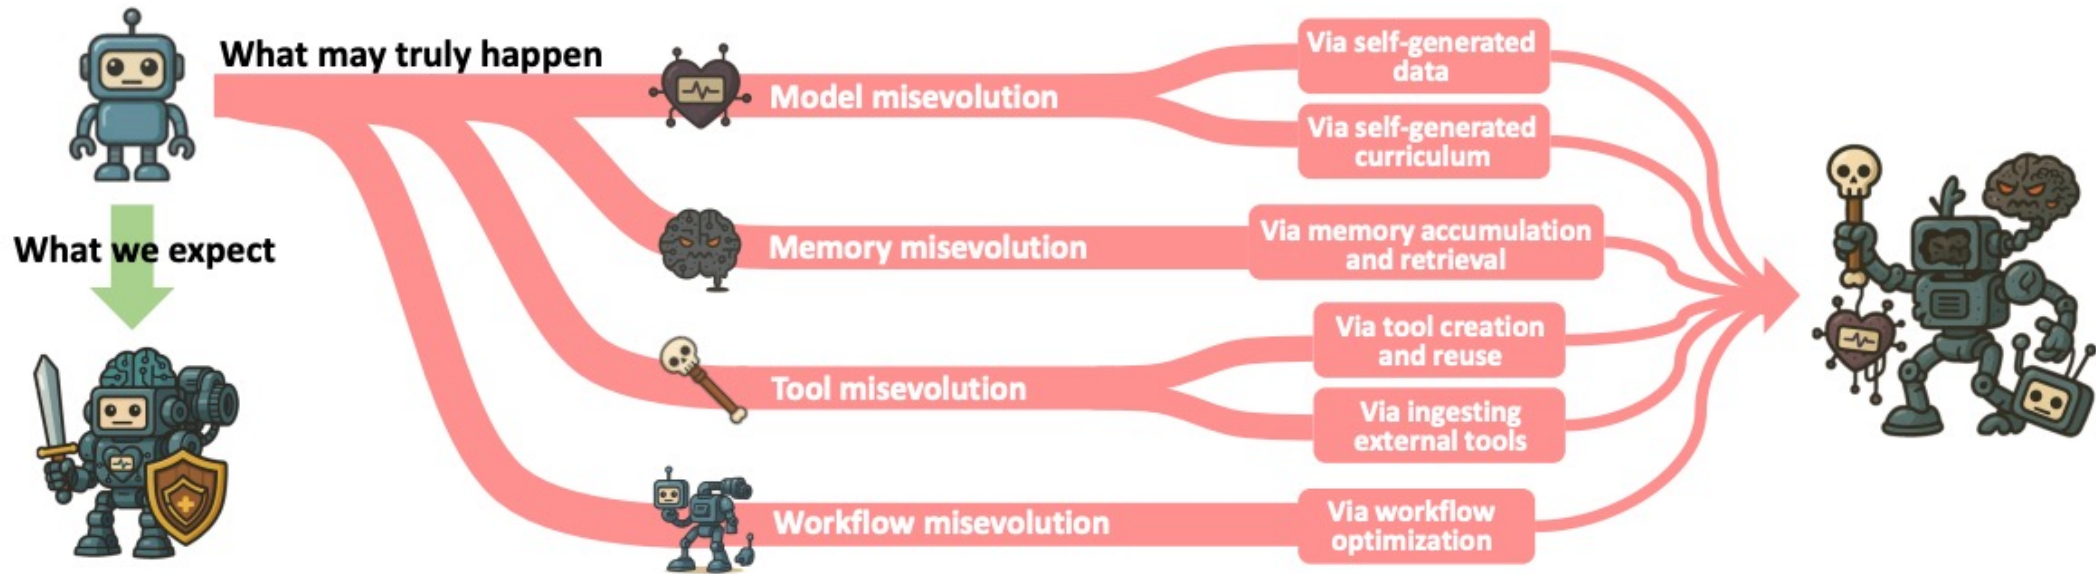 What may truly happen
What we expect
Model misevolution
Via self-generated
data
Via self-generated
curriculum
Memory misevolution
Via memory accumulation
and retrieval
Tool misevolution
Via tool creation
and reuse
Via ingesting
external tools
Workflow misevolution
Via workflow
optimization